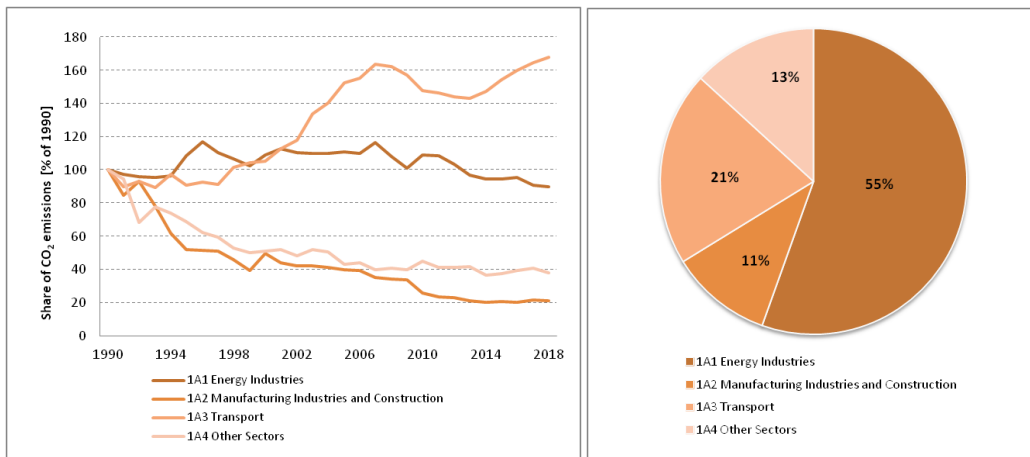 Share of CO₂ emissions [% of 1990]
180
160
140
120
100
80
60
40
20
0
1990 1994 1998 2002 2006 2010 2014 2018
1A1 Energy Industries
1A2 Manufacturing Industries and Construction
1A3 Transport
1A4 Other Sectors
13%
21%
55%
11%
1A1 Energy Industries
1A2 Manufacturing Industries and Construction
1A3 Transport
1A4 Other Sectors